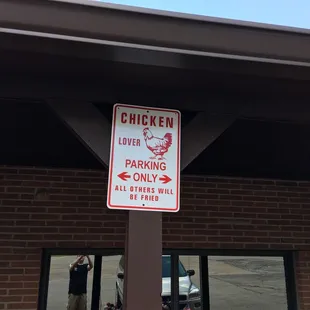 CHICKEN
LOVER
PARKING
ONLY
ALL OTHERS WILL
BE FRIED